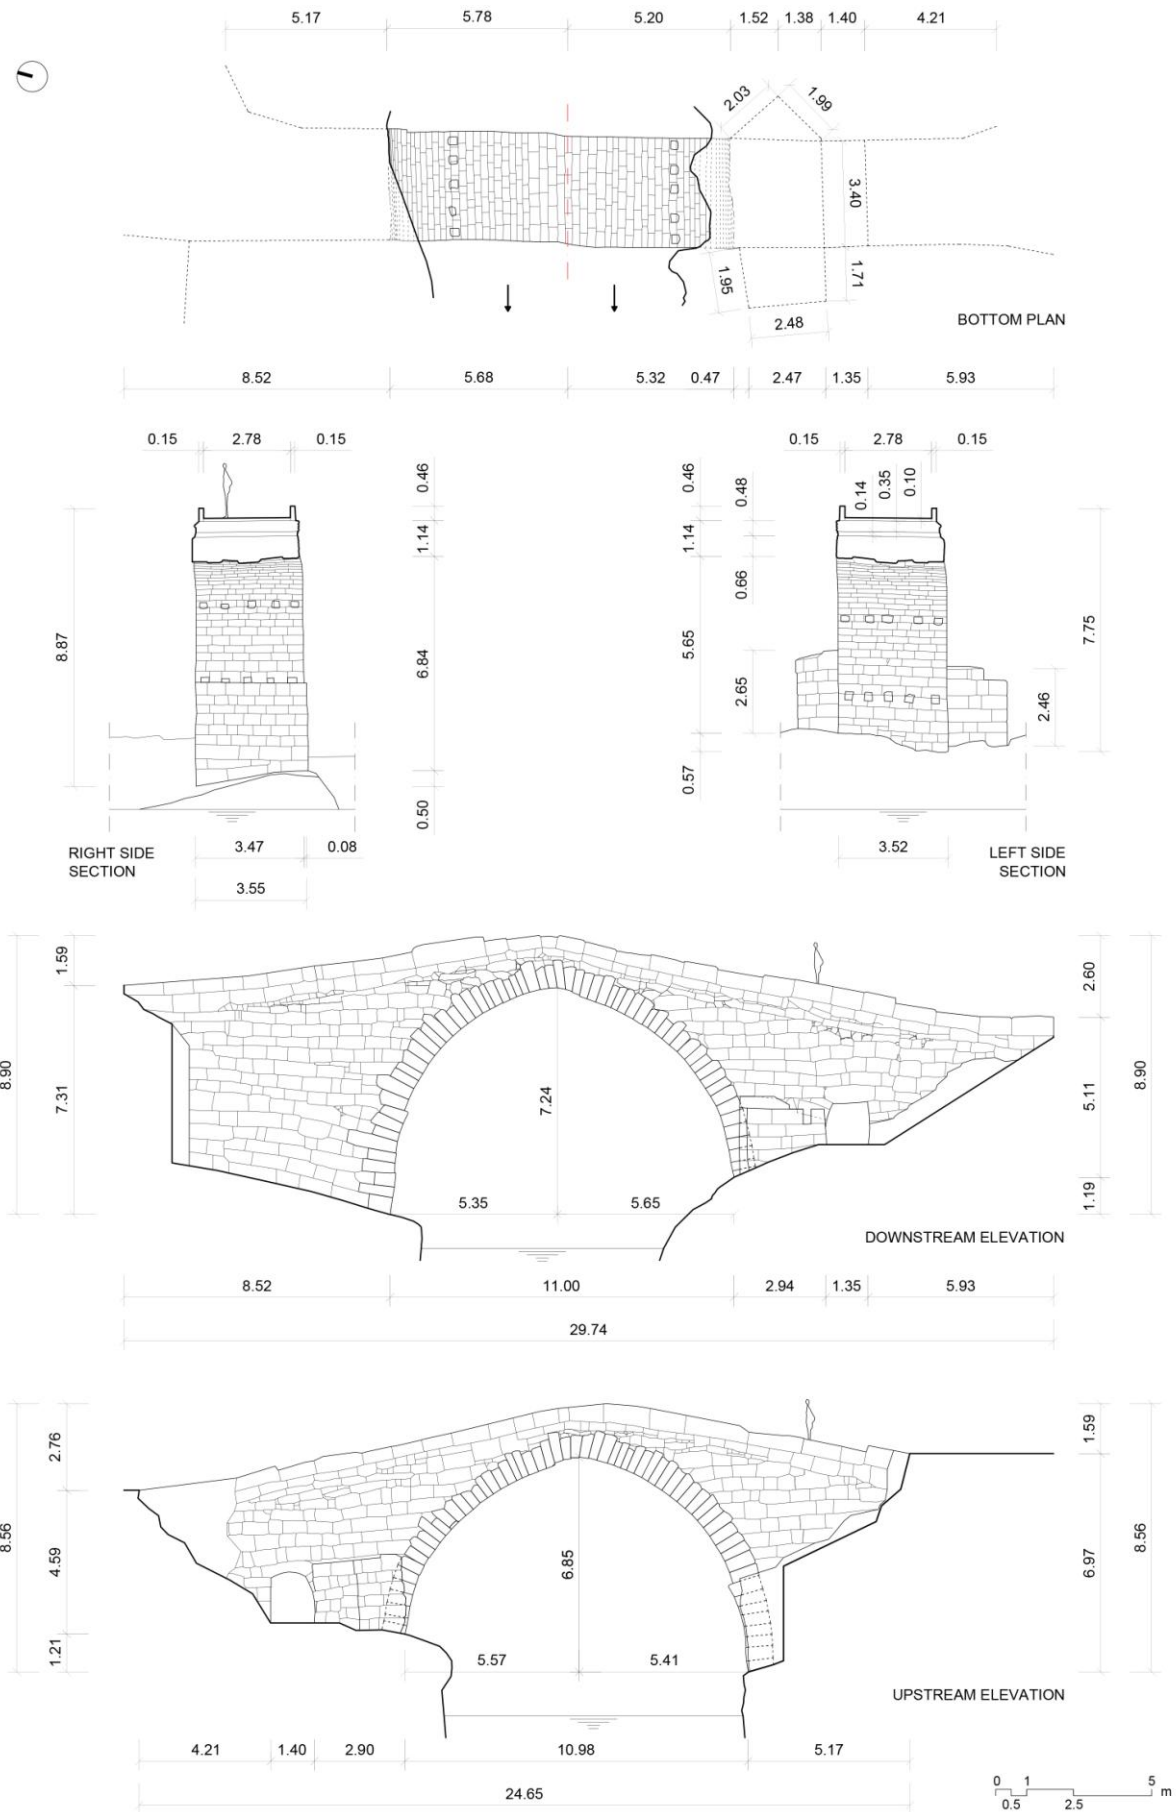 5.17 5.78 5.20 1.52 1.38 1.40 4.21
2.03 1.99
3.40
1.95 1.71
2.48
BOTTOM PLAN
8.52 5.68 5.32 0.47 2.47 1.35 5.93
0.15 2.78 0.15
0.46
1.14
8.87
6.84
0.50
RIGHT SIDE
SECTION
3.47 0.08
3.55
0.15 2.78 0.15
0.46 0.48 0.14 0.35 0.10
1.14
0.66
5.65
7.75
2.65
2.46
0.57
3.52
LEFT SIDE
SECTION
1.59 2.60
8.90 7.31 7.24 5.11 8.90
5.35 5.65 1.19
DOWNSTREAM ELEVATION
8.52 11.00 2.94 1.35 5.93
29.74
2.76 1.59
8.56 4.59 6.85 6.97 8.56
1.21 5.57 5.41
UPSTREAM ELEVATION
4.21 1.40 2.90 10.98 5.17
24.65
0 1 5
m
0.5 2.5